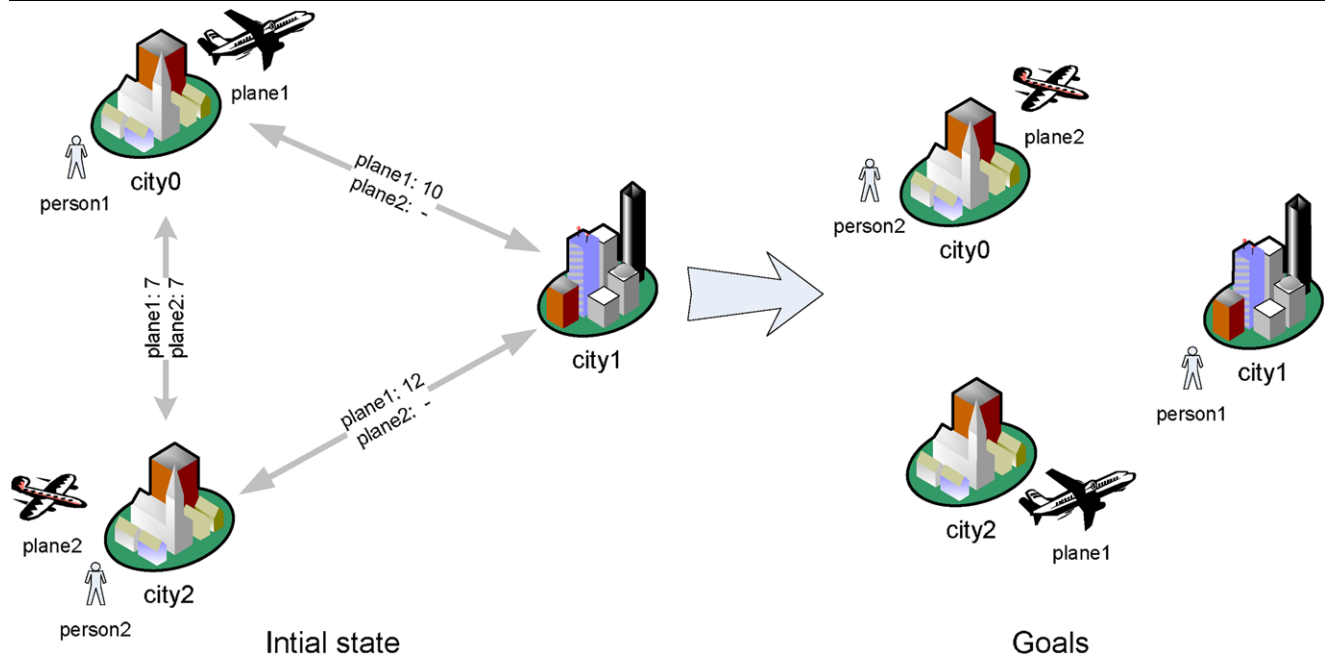 plane1
city0
person1
plane1: 10
plane2: -
plane1: 7
plane2: 7
city1
plane1: 12
plane2: -
plane2
city2
person2
Intial state
plane2
person2
city0
city1
person1
city2
plane1
Goals